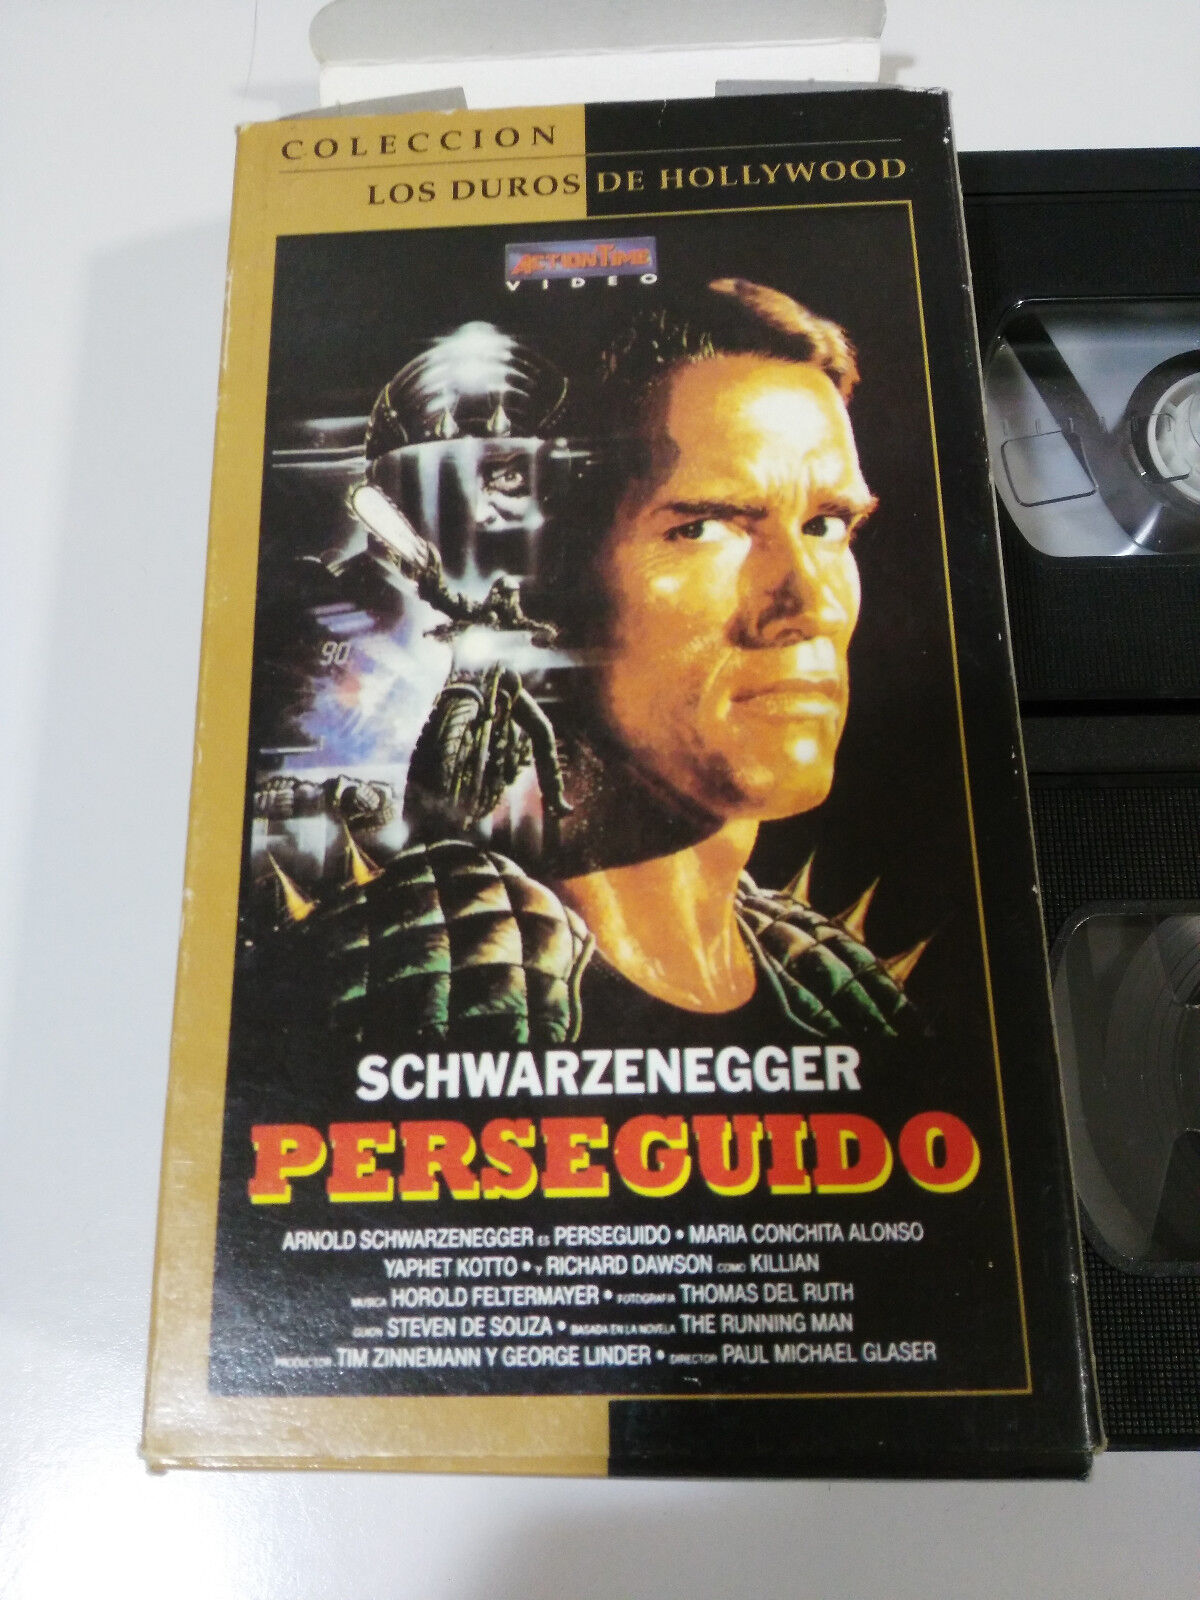 COLECCION
LOS DUROS DE HOLLYWOOD
ACTIONTIME
VIDEO
90
SCHWARZENEGGER
PERSEGUIDO
ARNOLD SCHWARZENEGGER ES PERSEGUIDO • MARIA CONCHITA ALONSO
YAPHET KOTTO • Y RICHARD DAWSON COMO KILLIAN
MUSICA HOROLD FELTERMAYER • FOTOGRAFIA THOMAS DEL RUTH
GUION STEVEN DE SOUZA • BASADA EN LA NOVELA THE RUNNING MAN
PRODUCTOR TIM ZINNEMANN Y GEORGE LINDER • DIRECTOR PAUL MICHAEL GLASER